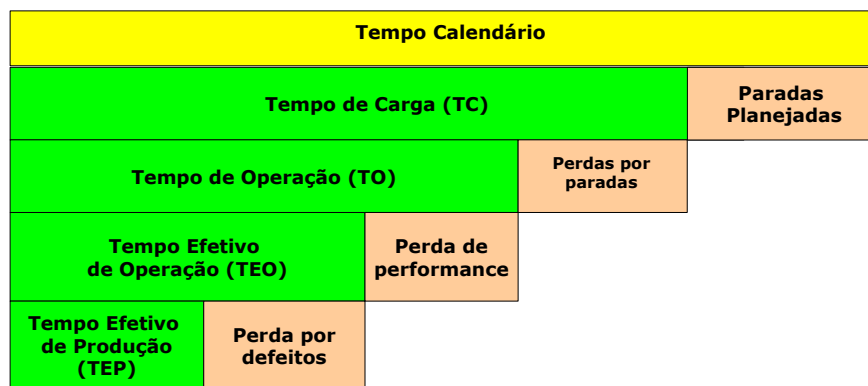 Tempo Calendário
Tempo de Carga (TC)
Paradas
Planejadas
Tempo de Operação (TO)
Perdas por
paradas
Tempo Efetivo
de Operação (TEO)
Perda de
performance
Tempo Efetivo
de Produção
(TEP)
Perda por
defeitos